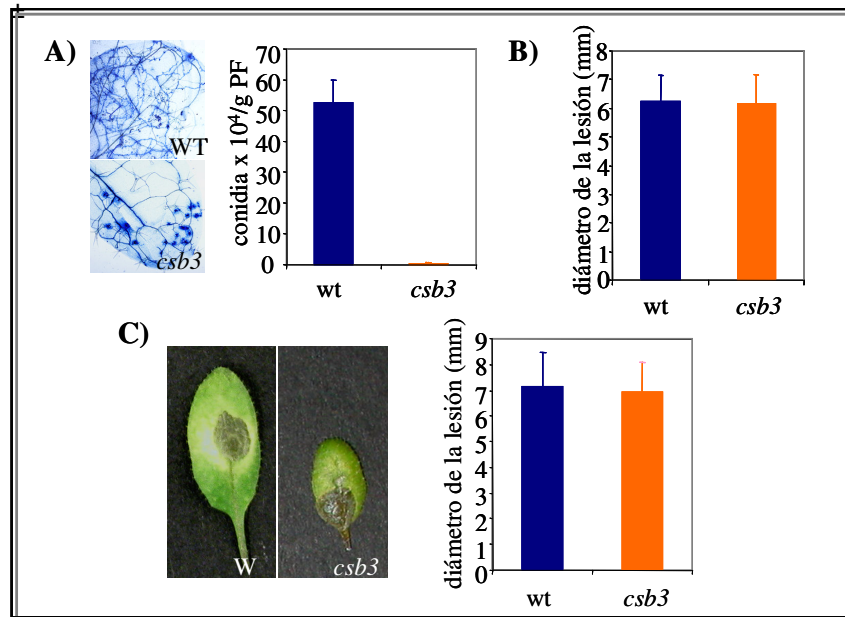 A)
WT
csb3
conidia x 10⁴/g PF
70
60
50
40
30
20
10
0
wt
csb3
B)
diámetro de la lesión (mm)
8
7
6
5
4
3
2
1
0
wt
csb3
C)
W
csb3
diámetro de la lesión (mm)
9
8
7
6
5
4
3
2
1
0
wt
csb3